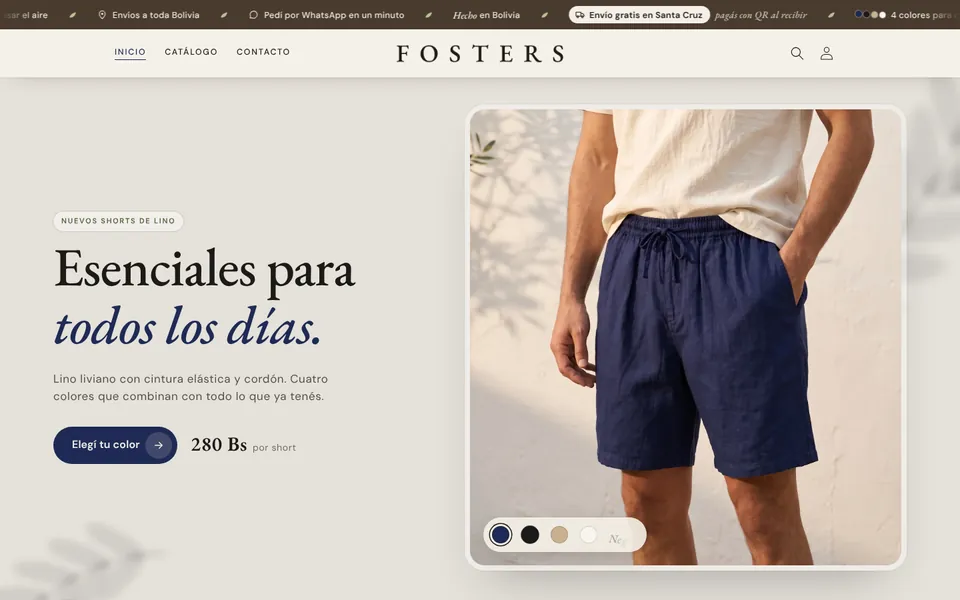 sar el aire
Envíos a toda Bolivia
Pedí por WhatsApp en un minuto
Hecho en Bolivia
Envío gratis en Santa Cruz
pagás con QR al recibir
4 colores para
INICIO
CATÁLOGO
CONTACTO
FOSTERS
NUEVOS SHORTS DE LINO
Esenciales para
todos los días.
Lino liviano con cintura elástica y cordón. Cuatro
colores que combinan con todo lo que ya tenés.
Elegí tu color
280 Bs por short